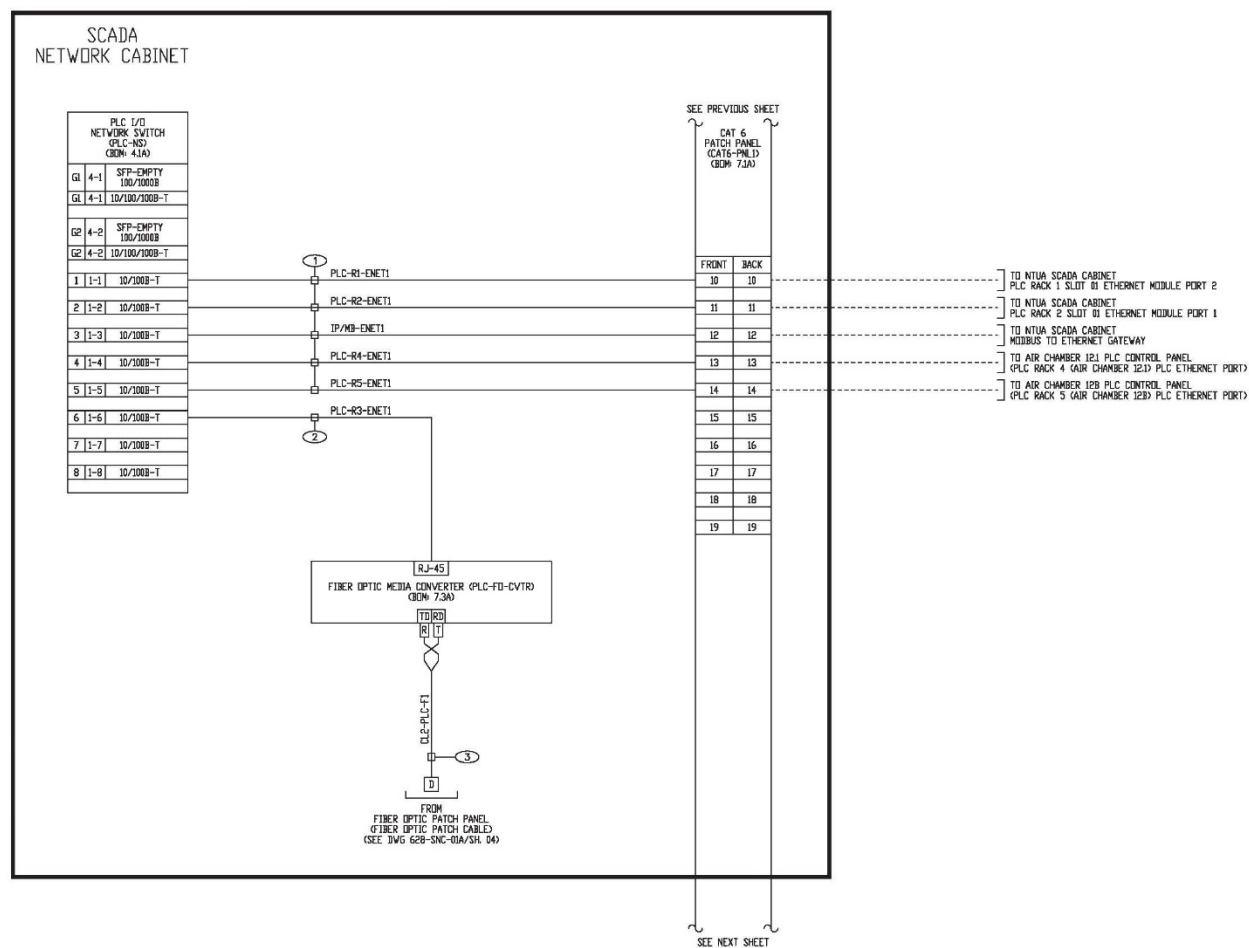 SCADA
NETWORK CABINET
PLC I/O
NETWORK SWITCH
(PLC-NS)
(BOM: 4.1A)
G1 4-1 SFP-EMPTY
100/1000B
G1 4-1 10/100/100B-T
G2 4-2 SFP-EMPTY
100/1000B
G2 4-2 10/100/100B-T
1 1-1 10/100B-T
2 1-2 10/100B-T
3 1-3 10/100B-T
4 1-4 10/100B-T
5 1-5 10/100B-T
6 1-6 10/100B-T
7 1-7 10/100B-T
8 1-8 10/100B-T
1
PLC-R1-ENET1
PLC-R2-ENET1
IP/MB-ENET1
PLC-R4-ENET1
PLC-R5-ENET1
PLC-R3-ENET1
2
SEE PREVIOUS SHEET
CAT 6
PATCH PANEL
(CAT6-PNL1)
(BOM: 7.1A)
FRONT BACK
10 10
11 11
12 12
13 13
14 14
15 15
16 16
17 17
18 18
19 19
TO NTUA SCADA CABINET
PLC RACK 1 SLOT 01 ETHERNET MODULE PORT 2
TO NTUA SCADA CABINET
PLC RACK 2 SLOT 01 ETHERNET MODULE PORT 1
TO NTUA SCADA CABINET
MODBUS TO ETHERNET GATEWAY
TO AIR CHAMBER 12.1 PLC CONTROL PANEL
(PLC RACK 4 (AIR CHAMBER 12.1) PLC ETHERNET PORT)
TO AIR CHAMBER 12B PLC CONTROL PANEL
(PLC RACK 5 (AIR CHAMBER 12B) PLC ETHERNET PORT)
RJ-45
FIBER OPTIC MEDIA CONVERTER (PLC-FO-CVTR)
(BOM: 7.3A)
TD RD
R T
CL2-PLC-F1
3
D
FROM
FIBER OPTIC PATCH PANEL
(FIBER OPTIC PATCH CABLE)
(SEE DWG 628-SNC-01A/SH. 04)
SEE NEXT SHEET